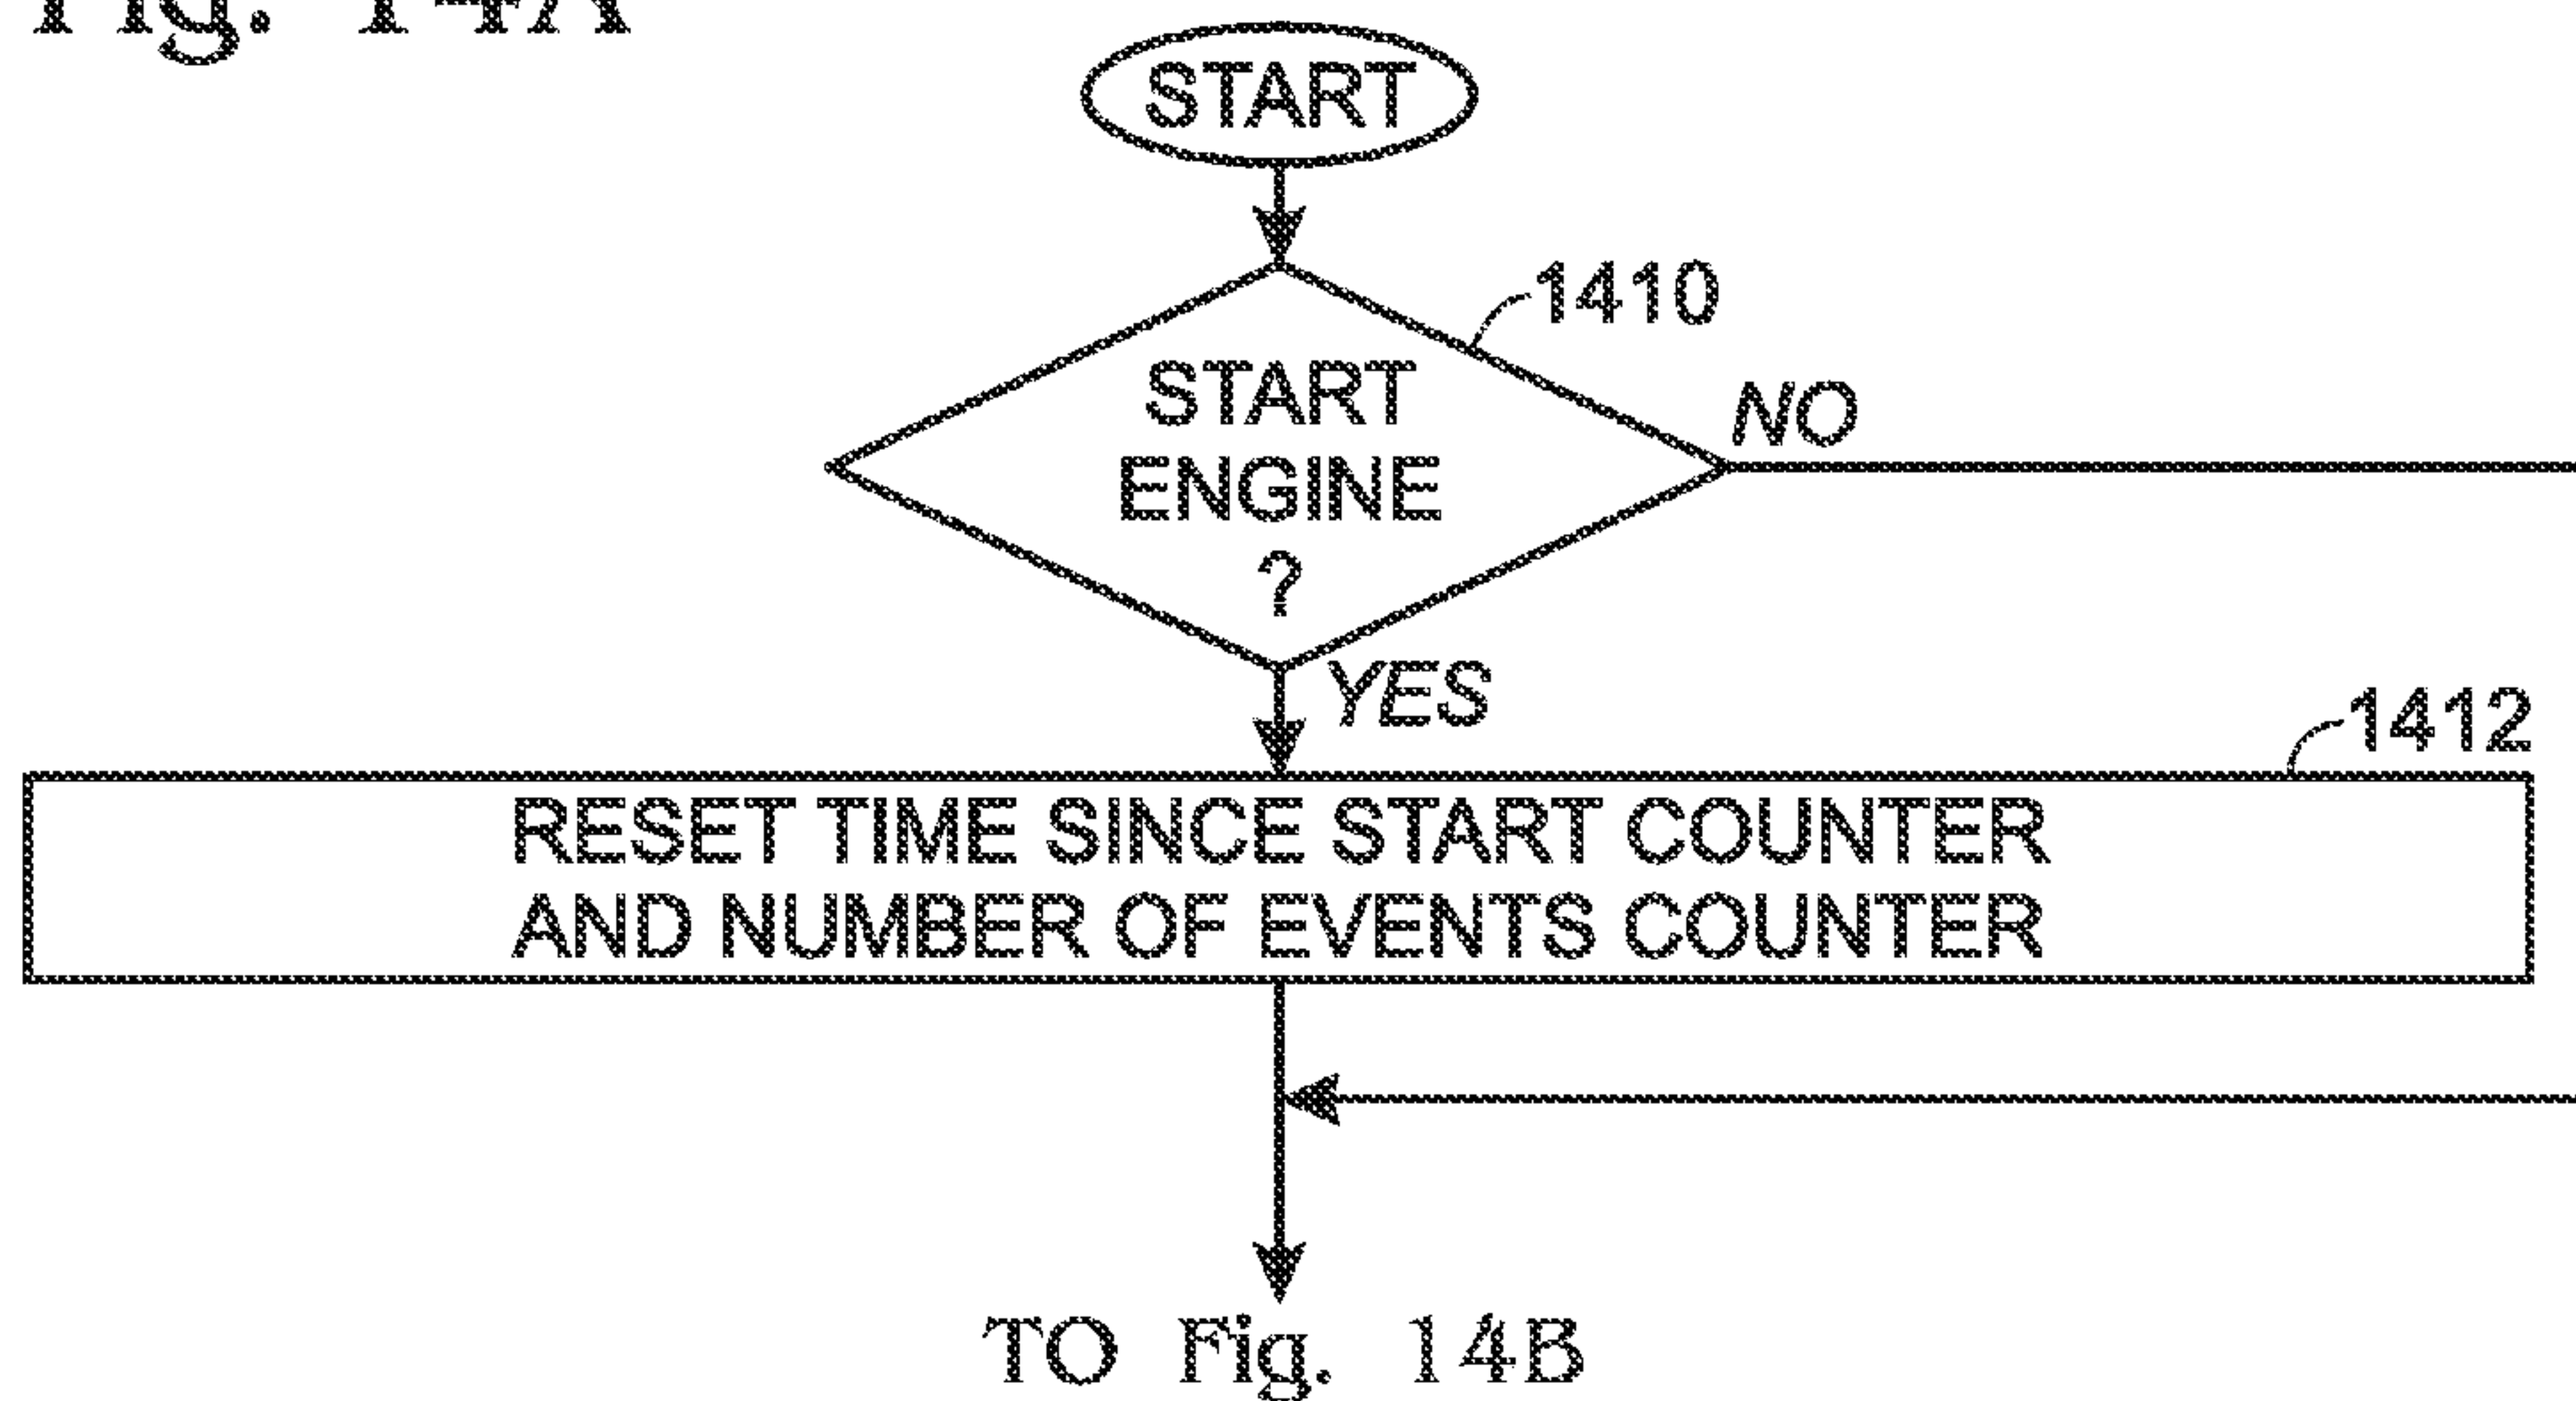 Fig. 14A
START
1410
START
ENGINE
?
NO
YES
1412
RESET TIME SINCE START COUNTER
AND NUMBER OF EVENTS COUNTER
TO Fig. 14B